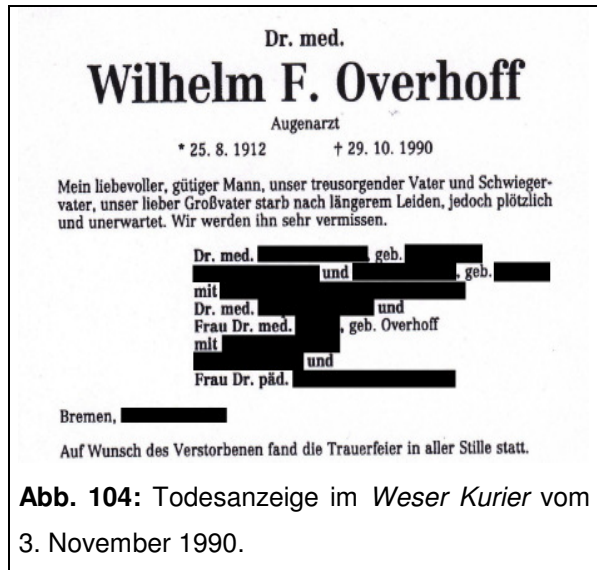 Dr. med.
Wilhelm F. Overhoff
Augenarzt
* 25. 8. 1912 † 29. 10. 1990
Mein liebevoller, gütiger Mann, unser treusorgender Vater und Schwieger-
vater, unser lieber Großvater starb nach längerem Leiden, jedoch plötzlich
und unerwartet. Wir werden ihn sehr vermissen.
Dr. med. , geb.
und , geb.
mit
Dr. med. und
Frau Dr. med. , geb. Overhoff
mit
und
Frau Dr. päd.
Bremen,
Auf Wunsch des Verstorbenen fand die Trauerfeier in aller Stille statt.
Abb. 104: Todesanzeige im Weser Kurier vom
3. November 1990.